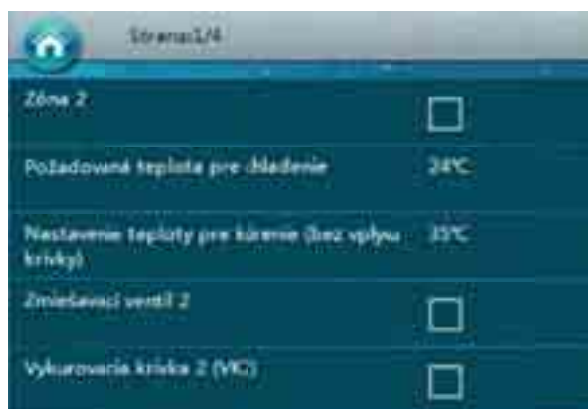 Strana:1/4
Zóna 2
Požadovaná teplota pre chladenie 24°C
Nastavenie teploty pre kúrenie (bez vplyvu 35°C
krivky)
Zmiešavací ventil 2
Vykurovacia krivka 2 (VK2)